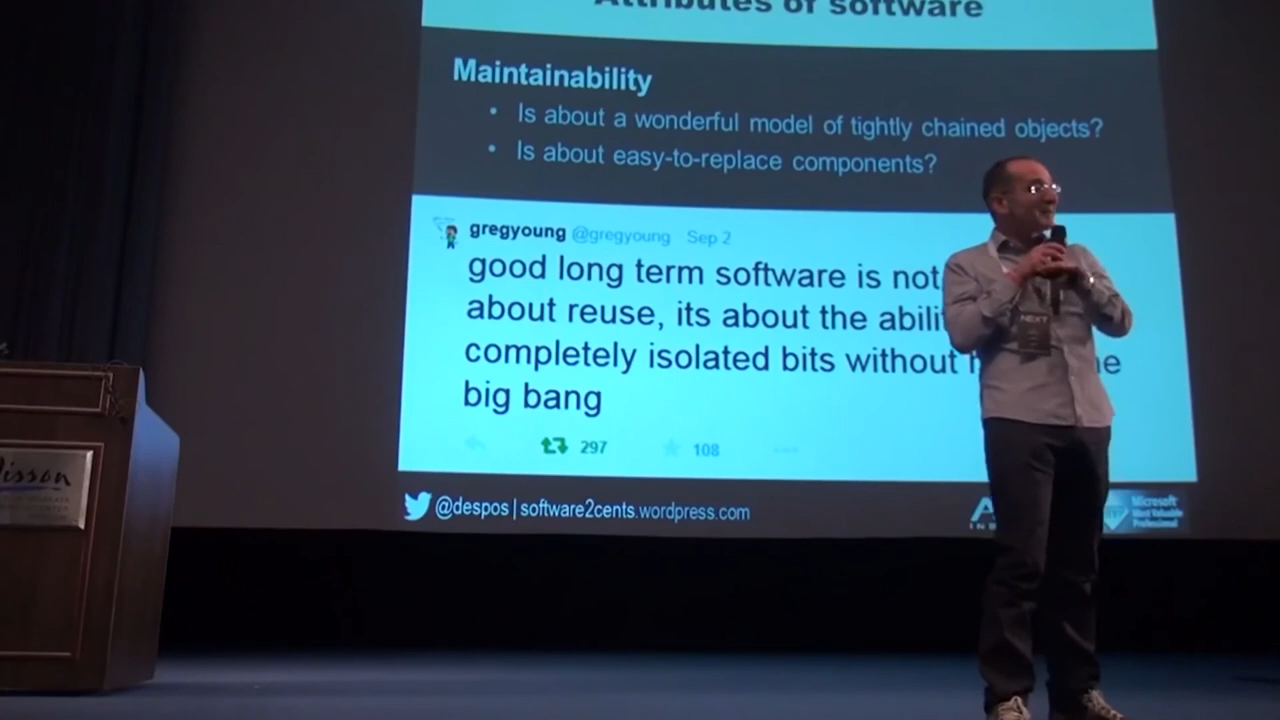 Attributes of software
Maintainability
• Is about a wonderful model of tightly chained objects?
• Is about easy-to-replace components?
gregyoung @gregyoung Sep 2
good long term software is not
about reuse, its about the
completely isolated bits without
big bang
297 108
@despos | software2cents.wordpress.com
Microsoft
Most Valuable
Professional
NEXT